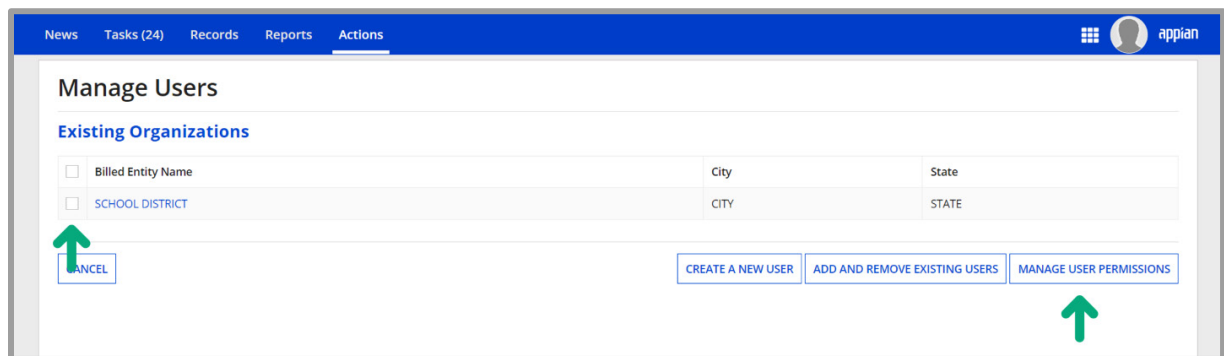 News Tasks (24) Records Reports Actions appian
Manage Users
Existing Organizations
Billed Entity Name City State
SCHOOL DISTRICT CITY STATE
CANCEL CREATE A NEW USER ADD AND REMOVE EXISTING USERS MANAGE USER PERMISSIONS